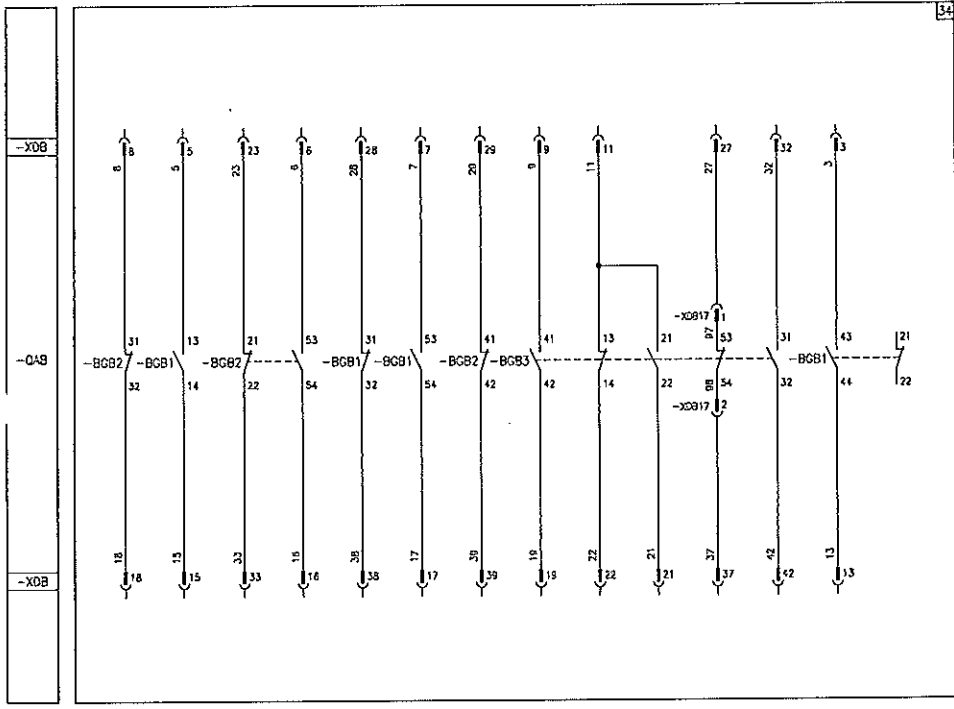 34
-XDB 8 5 23 6 28 7 29 9 11 27 32 3
8 5 23 6 28 7 29 9 11 27 32 3
-XDB17 1
97
31 13 21 53 31 53 41 41 13 21 53 31 43 21
-QAB -BGB2 -BGB1 -BGB2 -BGB1 -BGB1 -BGB2 -BGB3 -BGB1
32 14 22 54 32 54 42 42 14 22 54 32 44 22
98
-XDB17 2
18 15 33 16 38 17 39 19 22 21 37 42 13
-XDB 18 15 33 16 38 17 39 19 22 21 37 42 13